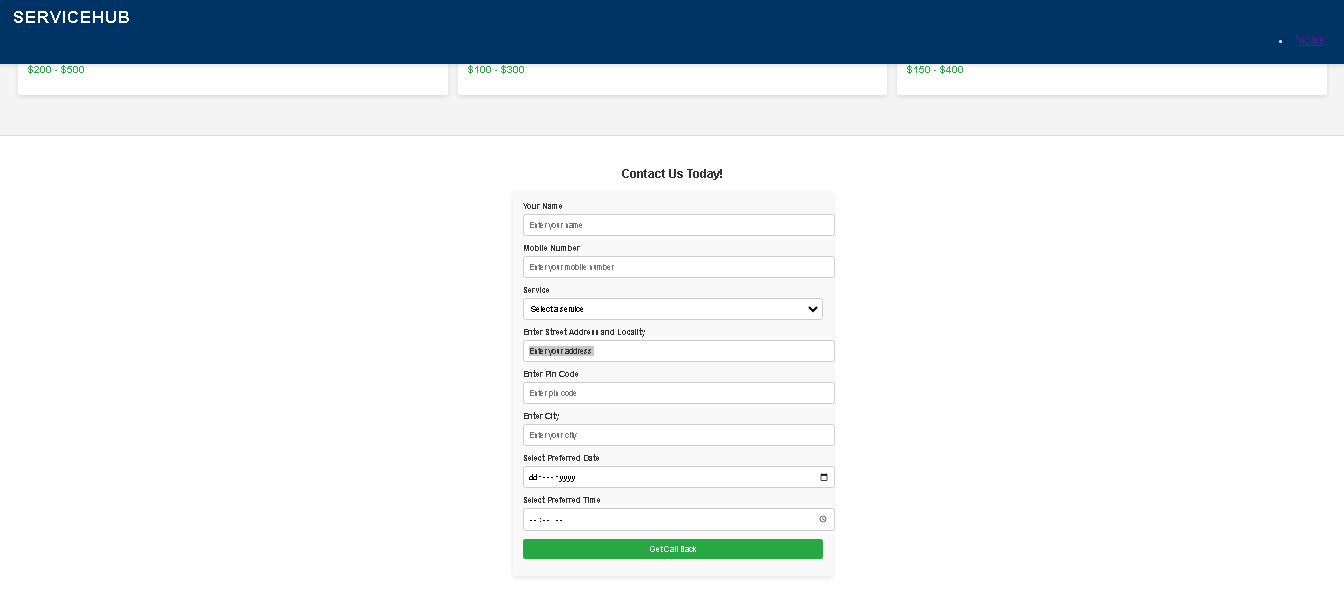 SERVICEHUB
HOME
$200 - $500
$100 - $300
$150 - $400
Contact Us Today!
Your Name
Enter your name
Mobile Number
Enter your mobile number
Service
Select a service
Enter Street Address and Locality
Enter your address
Enter Pin Code
Enter pin code
Enter City
Enter your city
Select Preferred Date
dd-----yyyy
Select Preferred Time
--:-- --
Get Call Back